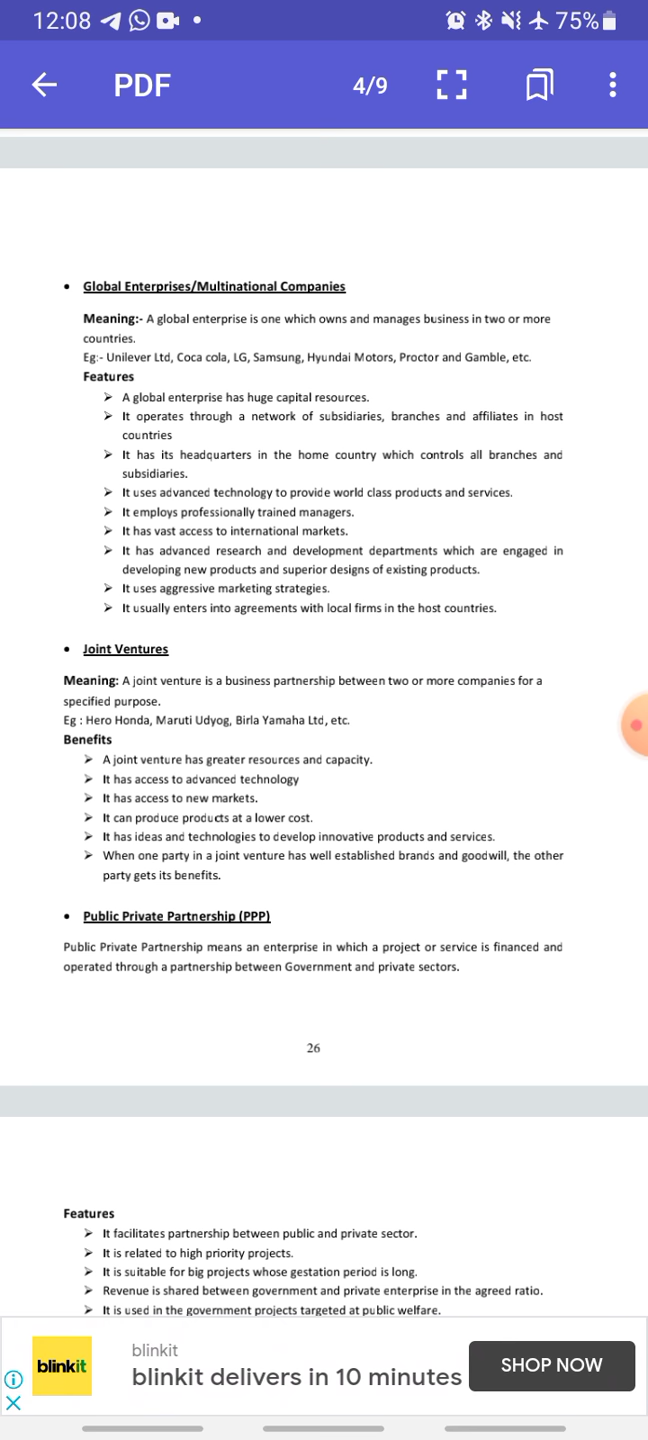 12:08 75%
PDF 4/9
• Global Enterprises/Multinational Companies
Meaning:- A global enterprise is one which owns and manages business in two or more
countries.
Eg:- Unilever Ltd, Coca cola, LG, Samsung, Hyundai Motors, Proctor and Gamble, etc.
Features
➢ A global enterprise has huge capital resources.
➢ It operates through a network of subsidiaries, branches and affiliates in host
countries
➢ It has its headquarters in the home country which controls all branches and
subsidiaries.
➢ It uses advanced technology to provide world class products and services.
➢ It employs professionally trained managers.
➢ It has vast access to international markets.
➢ It has advanced research and development departments which are engaged in
developing new products and superior designs of existing products.
➢ It uses aggressive marketing strategies.
➢ It usually enters into agreements with local firms in the host countries.
• Joint Ventures
Meaning: A joint venture is a business partnership between two or more companies for a
specified purpose.
Eg : Hero Honda, Maruti Udyog, Birla Yamaha Ltd, etc.
Benefits
➢ A joint venture has greater resources and capacity.
➢ It has access to advanced technology
➢ It has access to new markets.
➢ It can produce products at a lower cost.
➢ It has ideas and technologies to develop innovative products and services.
➢ When one party in a joint venture has well established brands and goodwill, the other
party gets its benefits.
• Public Private Partnership (PPP)
Public Private Partnership means an enterprise in which a project or service is financed and
operated through a partnership between Government and private sectors.
26
Features
➢ It facilitates partnership between public and private sector.
➢ It is related to high priority projects.
➢ It is suitable for big projects whose gestation period is long.
➢ Revenue is shared between government and private enterprise in the agreed ratio.
➢ It is used in the government projects targeted at public welfare.
blinkit
blinkit
blinkit delivers in 10 minutes
SHOP NOW